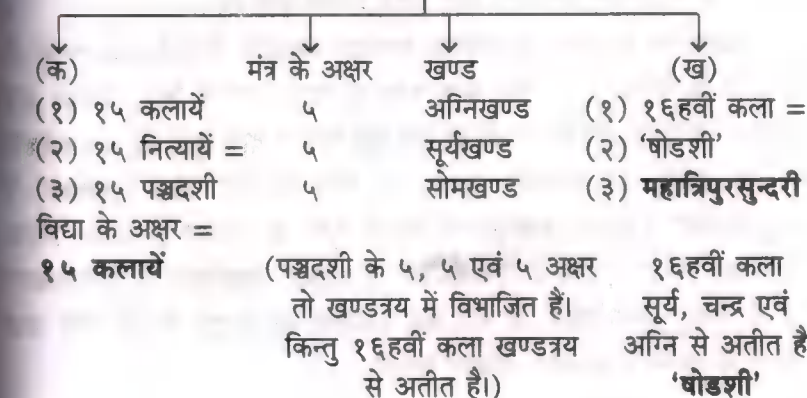 (क) मंत्र के अक्षर खण्ड (ख)
(१) १५ कलायें ५ अग्निखण्ड (१) १६हवीं कला =
(२) १५ नित्यायें = ५ सूर्यखण्ड (२) 'षोडशी'
(३) १५ पञ्चदशी ५ सोमखण्ड (३) महात्रिपुरसुन्दरी
विद्या के अक्षर =
१५ कलायें (पञ्चदशी के ५, ५ एवं ५ अक्षर १६हवीं कला
तो खण्डत्रय में विभाजित हैं। सूर्य, चन्द्र एवं
किन्तु १६हवीं कला खण्डत्रय अग्नि से अतीत है
से अतीत है।) 'षोडशी'